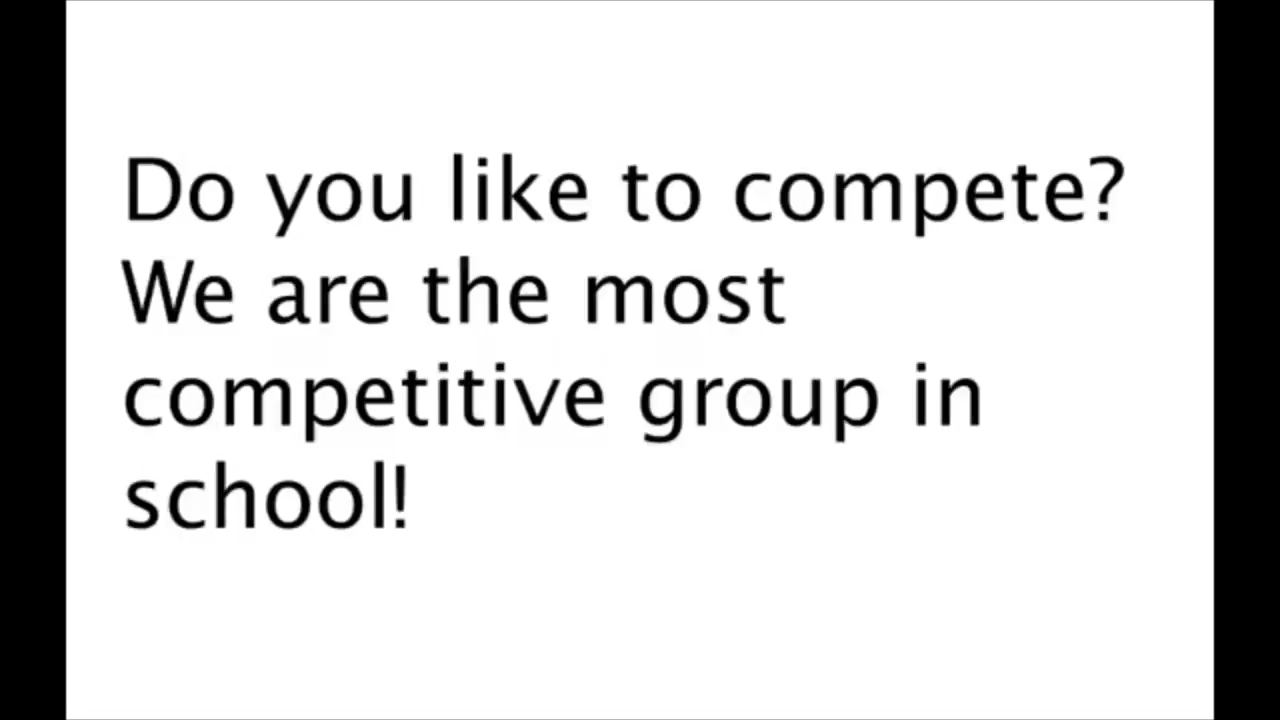 Do you like to compete?
We are the most
competitive group in
school!